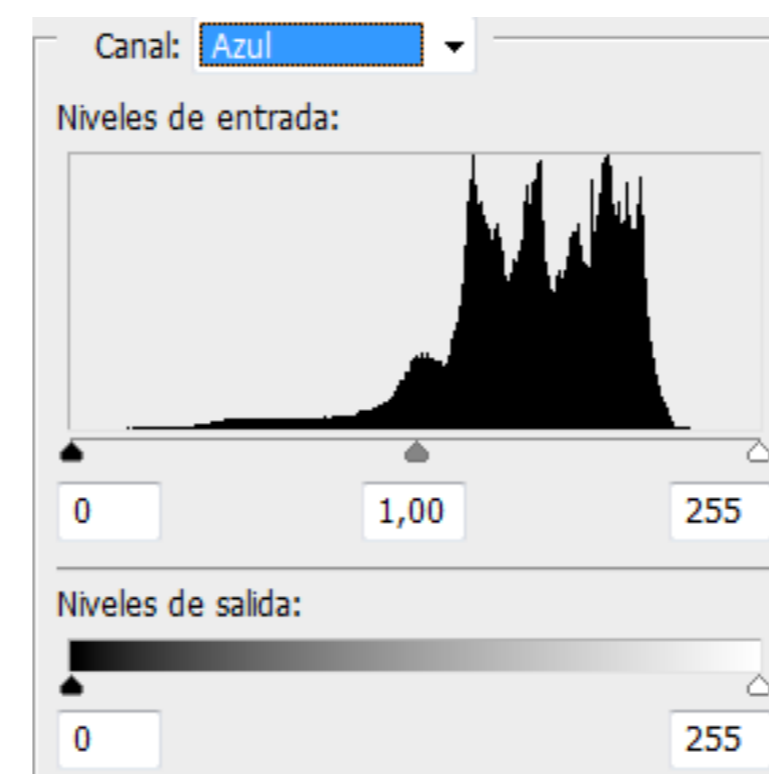 Canal: Azul
Niveles de entrada:
0 1,00 255
Niveles de salida:
0 255